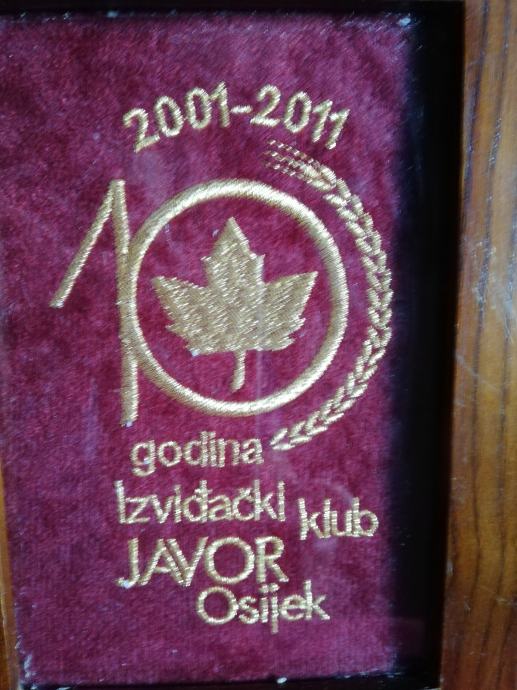 2001-2011
10
godina
Izviđački klub
JAVOR
Osijek